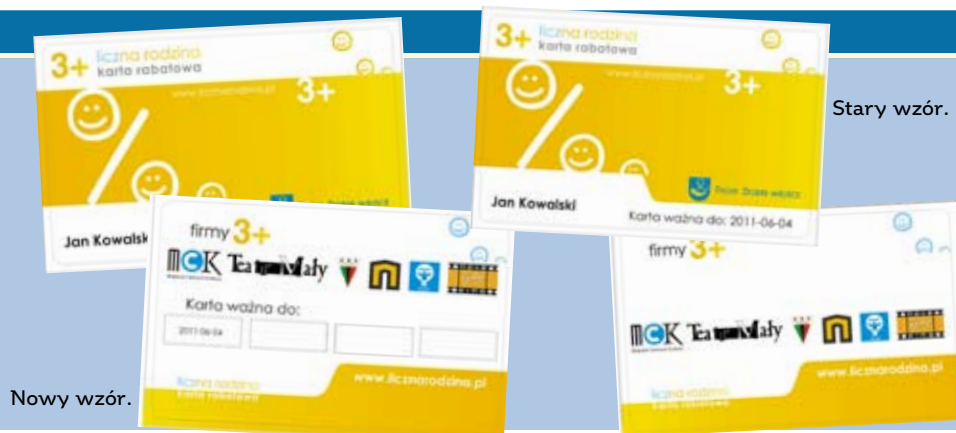 3+ liczna rodzina
karta rabatowa
www.licznarodzina.pl
3+
Jan Kowalsk
3+ liczna rodzina
karta rabatowa
www.licznarodzina.pl
3+
Jan Kowalski
Karta ważna do: 2011-06-04
Stary wzór.
firmy 3+
MCK Teatr Mały
Karta ważna do:
2011-06-04
liczna rodzina
karta rabatowa
www.licznarodzina.pl
Nowy wzór.
firmy 3+
MCK Teatr Mały
liczna rodzina
karta rabatowa
www.licznarodzina.pl